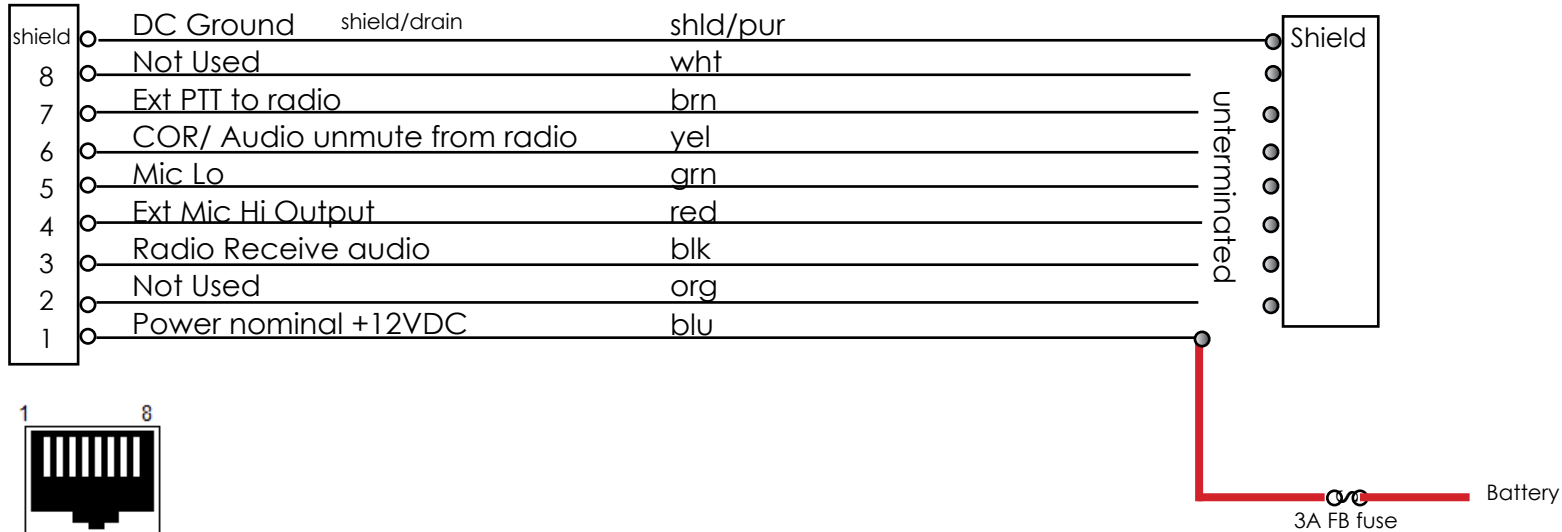 shield DC Ground shield/drain shld/pur Shield
8 Not Used wht
7 Ext PTT to radio brn
6 COR/ Audio unmute from radio yel
5 Mic Lo grn
4 Ext Mic Hi Output red
3 Radio Receive audio blk
2 Not Used org
1 Power nominal +12VDC blu
unterminated
1 8
Battery
3A FB fuse